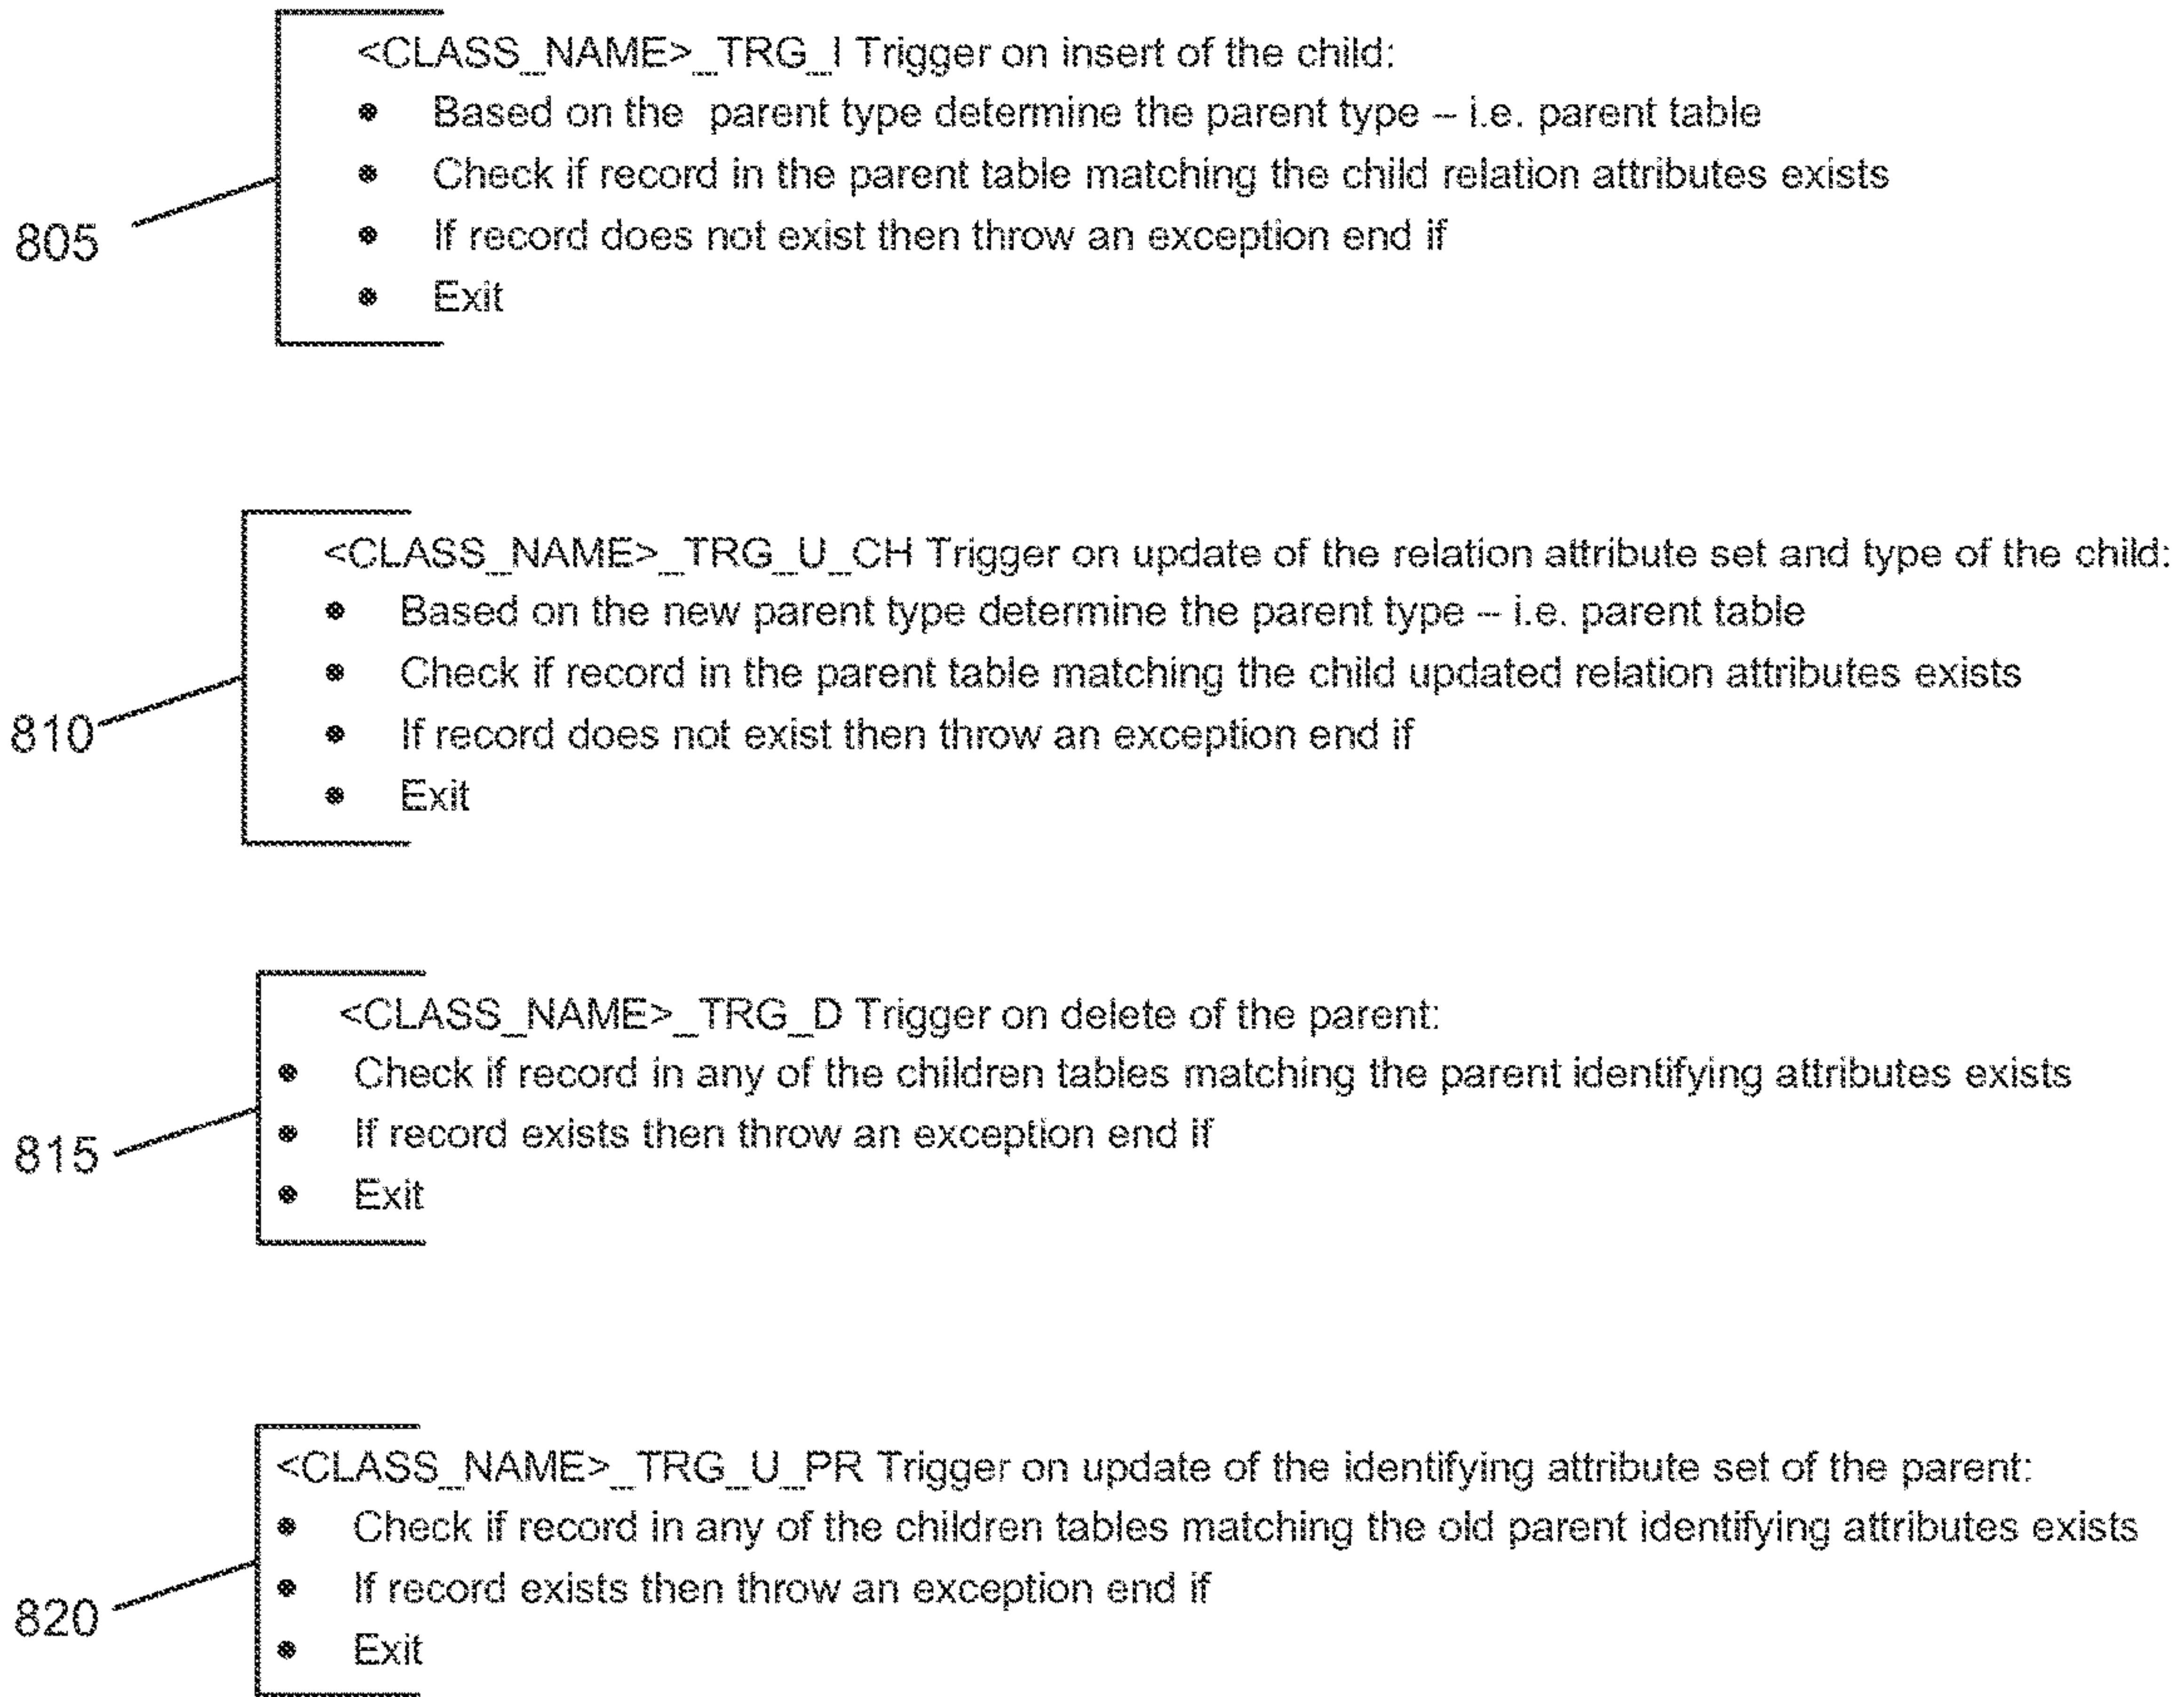 <CLASS_NAME>_TRG_I Trigger on insert of the child:
• Based on the parent type determine the parent type – i.e. parent table
• Check if record in the parent table matching the child relation attributes exists
805
• If record does not exist then throw an exception end if
• Exit
<CLASS_NAME>_TRG_U_CH Trigger on update of the relation attribute set and type of the child:
• Based on the new parent type determine the parent type – i.e. parent table
• Check if record in the parent table matching the child updated relation attributes exists
810
• If record does not exist then throw an exception end if
• Exit
<CLASS_NAME>_TRG_D Trigger on delete of the parent:
• Check if record in any of the children tables matching the parent identifying attributes exists
815
• If record exists then throw an exception end if
• Exit
<CLASS_NAME>_TRG_U_PR Trigger on update of the identifying attribute set of the parent:
• Check if record in any of the children tables matching the old parent identifying attributes exists
820
• If record exists then throw an exception end if
• Exit